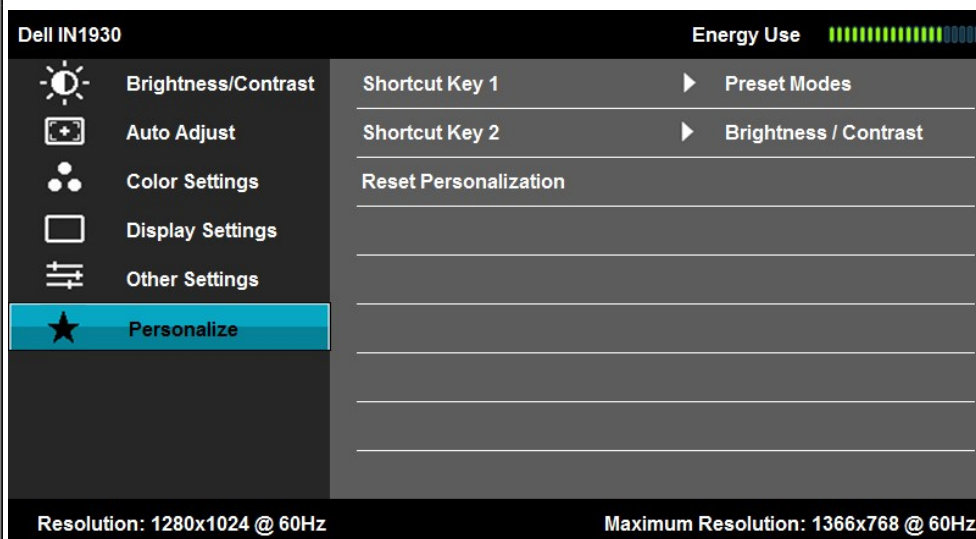 Dell IN1930 Energy Use
Brightness/Contrast Shortcut Key 1 Preset Modes
Auto Adjust Shortcut Key 2 Brightness / Contrast
Color Settings Reset Personalization
Display Settings
Other Settings
Personalize
Resolution: 1280x1024 @ 60Hz Maximum Resolution: 1366x768 @ 60Hz